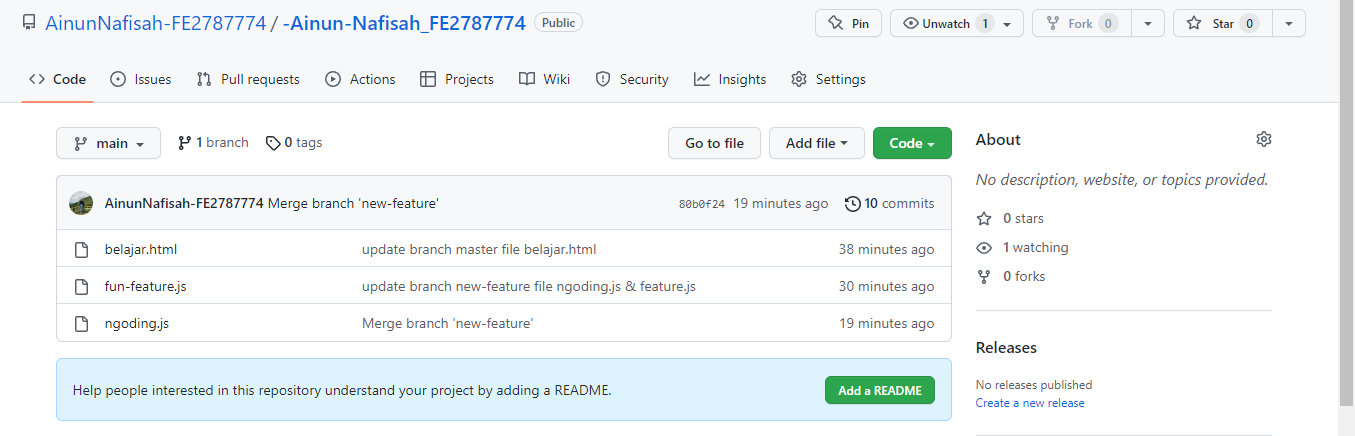 AinunNafisah-FE2787774 / -Ainun-Nafisah_FE2787774 Public Pin Unwatch 1 Fork 0 Star 0
Code Issues Pull requests Actions Projects Wiki Security Insights Settings
main 1 branch 0 tags Go to file Add file Code
AinunNafisah-FE2787774 Merge branch 'new-feature' 80b0f24 19 minutes ago 10 commits
belajar.html update branch master file belajar.html 38 minutes ago
fun-feature.js update branch new-feature file ngoding.js & feature.js 30 minutes ago
ngoding.js Merge branch 'new-feature' 19 minutes ago
Help people interested in this repository understand your project by adding a README. Add a README
About
No description, website, or topics provided.
0 stars
1 watching
0 forks
Releases
No releases published
Create a new release